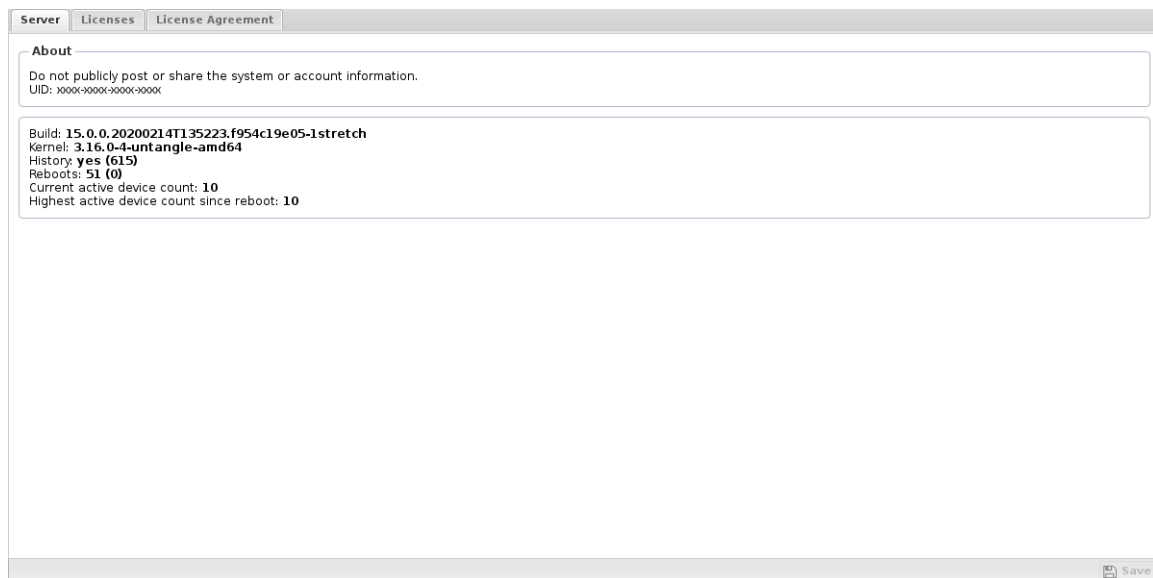 Server Licenses License Agreement
About
Do not publicly post or share the system or account information.
UID: xxxx-xxxx-xxxx-xxxx
Build: 15.0.0.20200214T135223.f954c19e05-1stretch
Kernel: 3.16.0-4-untangle-amd64
History: yes (615)
Reboots: 51 (0)
Current active device count: 10
Highest active device count since reboot: 10
Save